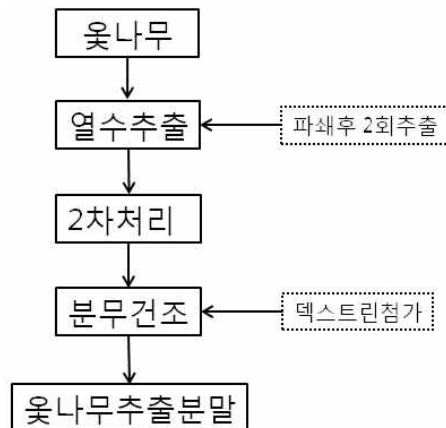 옻나무
열수추출
파쇄후 2회추출
2차처리
분무건조
덱스트린첨가
옻나무추출분말